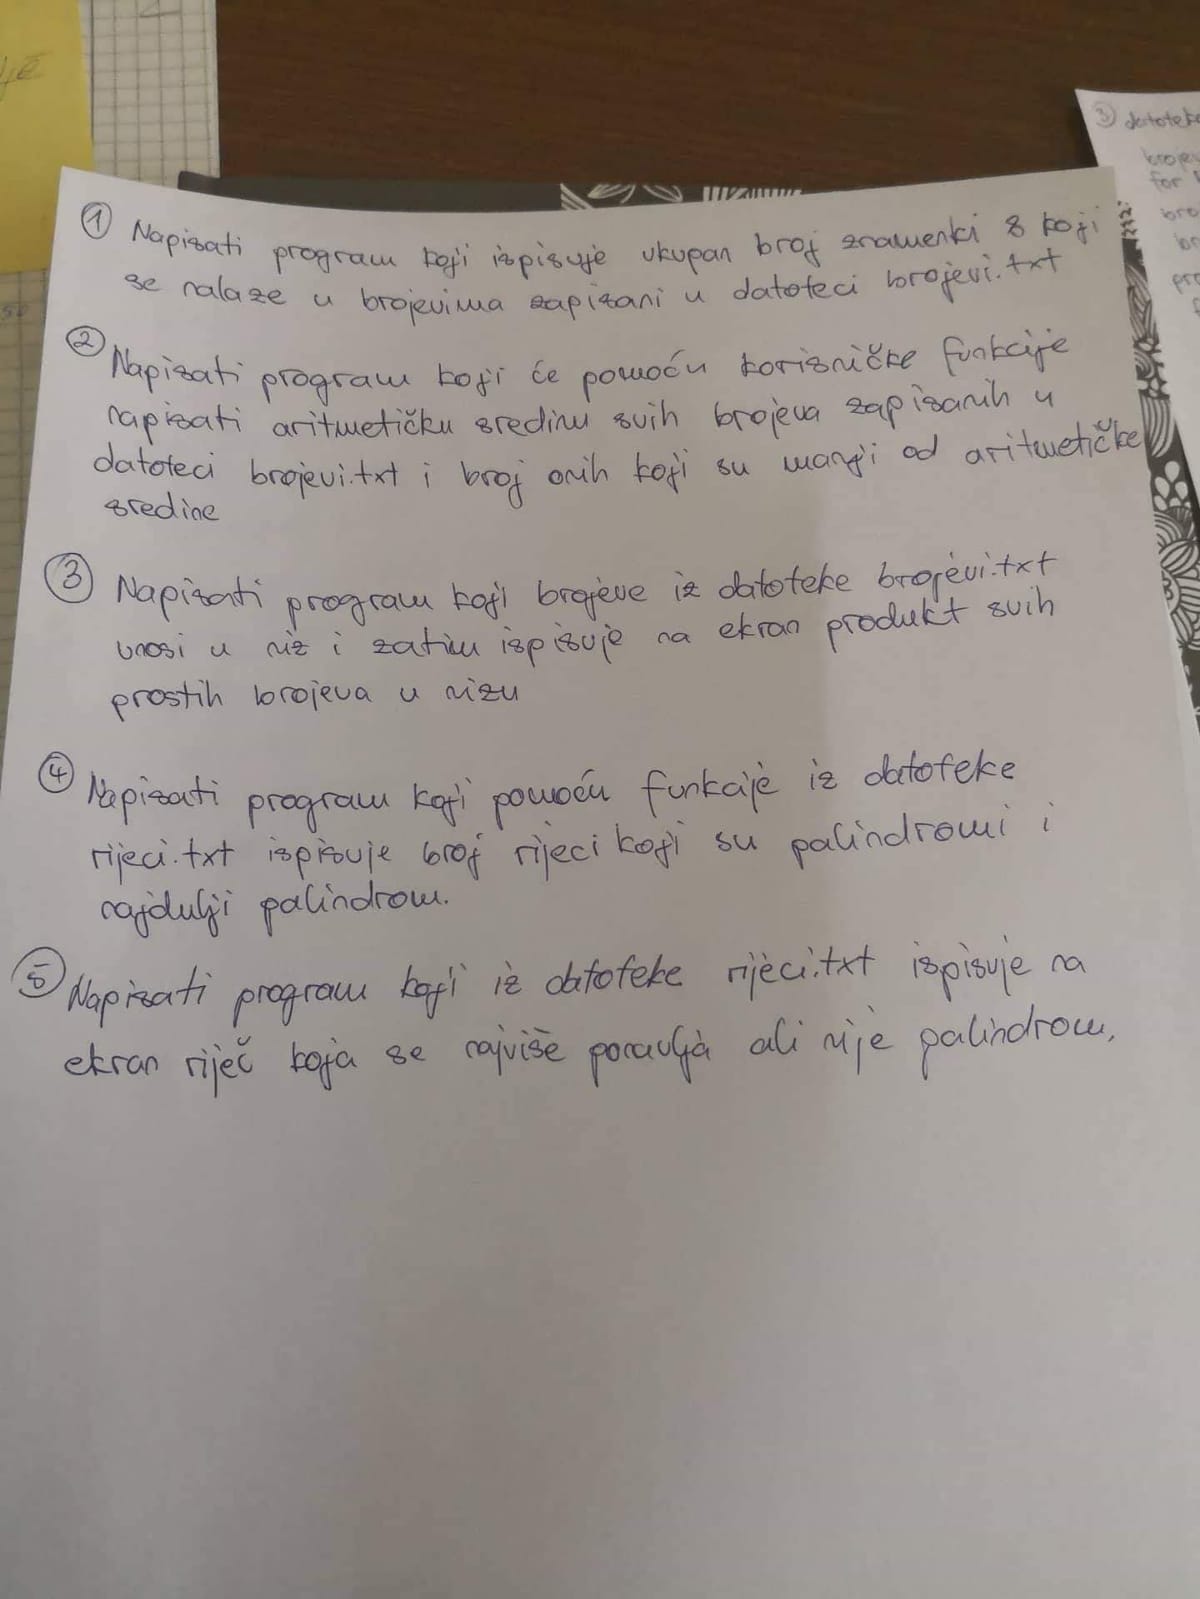 ① Napisati program koji ispisuje ukupan broj znamenki 8 koji
se nalaze u brojevima zapisani u datoteci brojevi.txt
② Napisati program koji će pomoću korisničke funkcije
napisati aritmetičku sredinu svih brojeva zapisanih u
datoteci brojevi.txt i broj onih koji su manji od aritmetičke
sredine
③ Napisati program koji brojeve iz datoteke brojevi.txt
unosi u niz i zatim ispisuje na ekran produkt svih
prostih brojeva u nizu
④ Napisati program koji pomoću funkcije iz datoteke
rijeci.txt ispisuje broj rijeci koji su palindromi i
najdulji palindrom.
⑤ Napisati program koji iz datoteke rijeci.txt ispisuje na
ekran riječ koja se najviše ponavlja ali nije palindrom.
③ datoteke
for